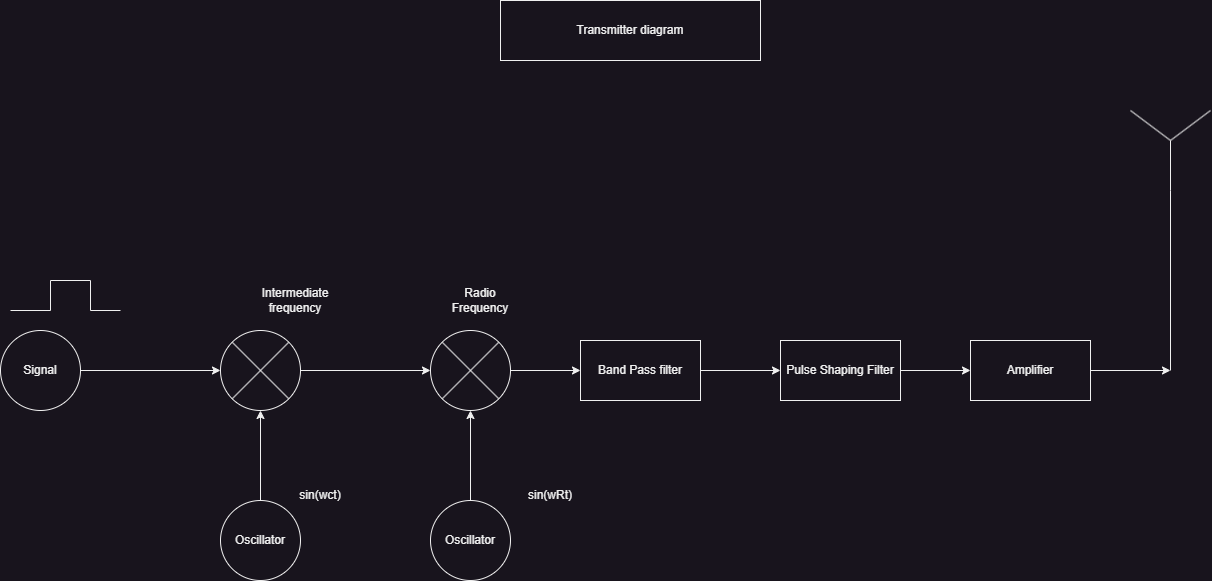 Transmitter diagram
Intermediate
frequency
Radio
Frequency
Signal
Band Pass filter
Pulse Shaping Filter
Amplifier
sin(wct)
sin(wRt)
Oscillator
Oscillator